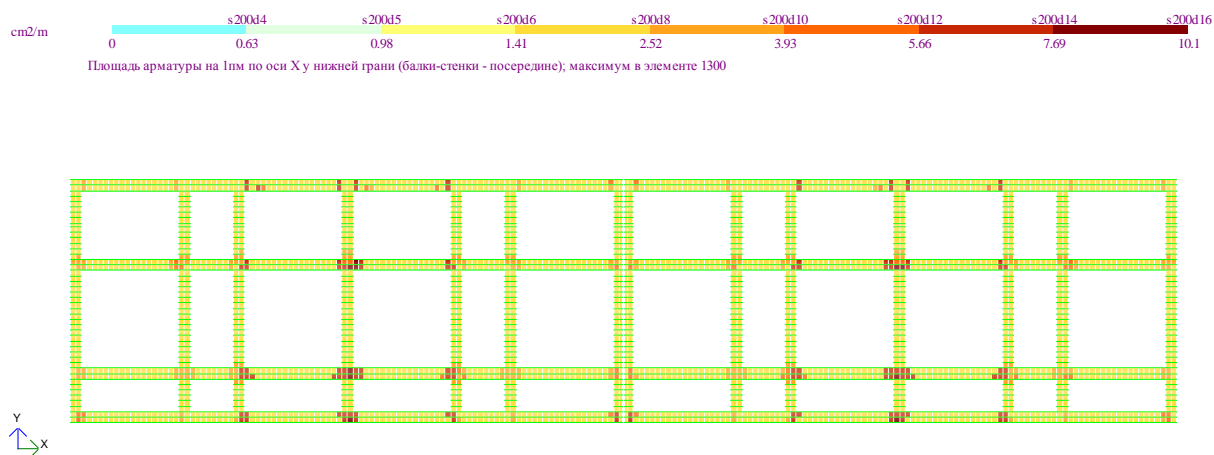 s200d4 s200d5 s200d6 s200d8 s200d10 s200d12 s200d14 s200d16
cm2/m
0 0.63 0.98 1.41 2.52 3.93 5.66 7.69 10.1
Площадь арматуры на 1пм по оси X у нижней грани (балки-стенки - посередине); максимум в элементе 1300
Y
X